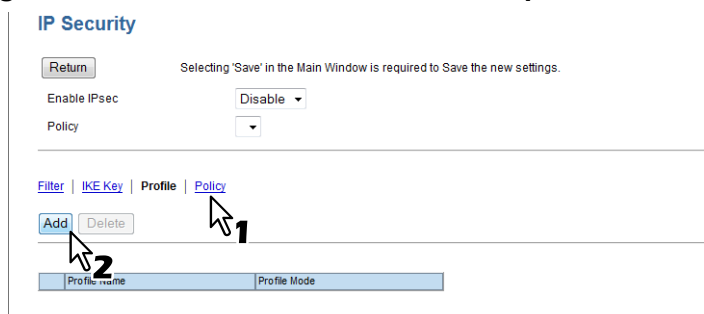 IP Security
Return Selecting 'Save' in the Main Window is required to Save the new settings.
Enable IPsec Disable
Policy
Filter | IKE Key | Profile | Policy
1
Add Delete
2
Profile Name Profile Mode